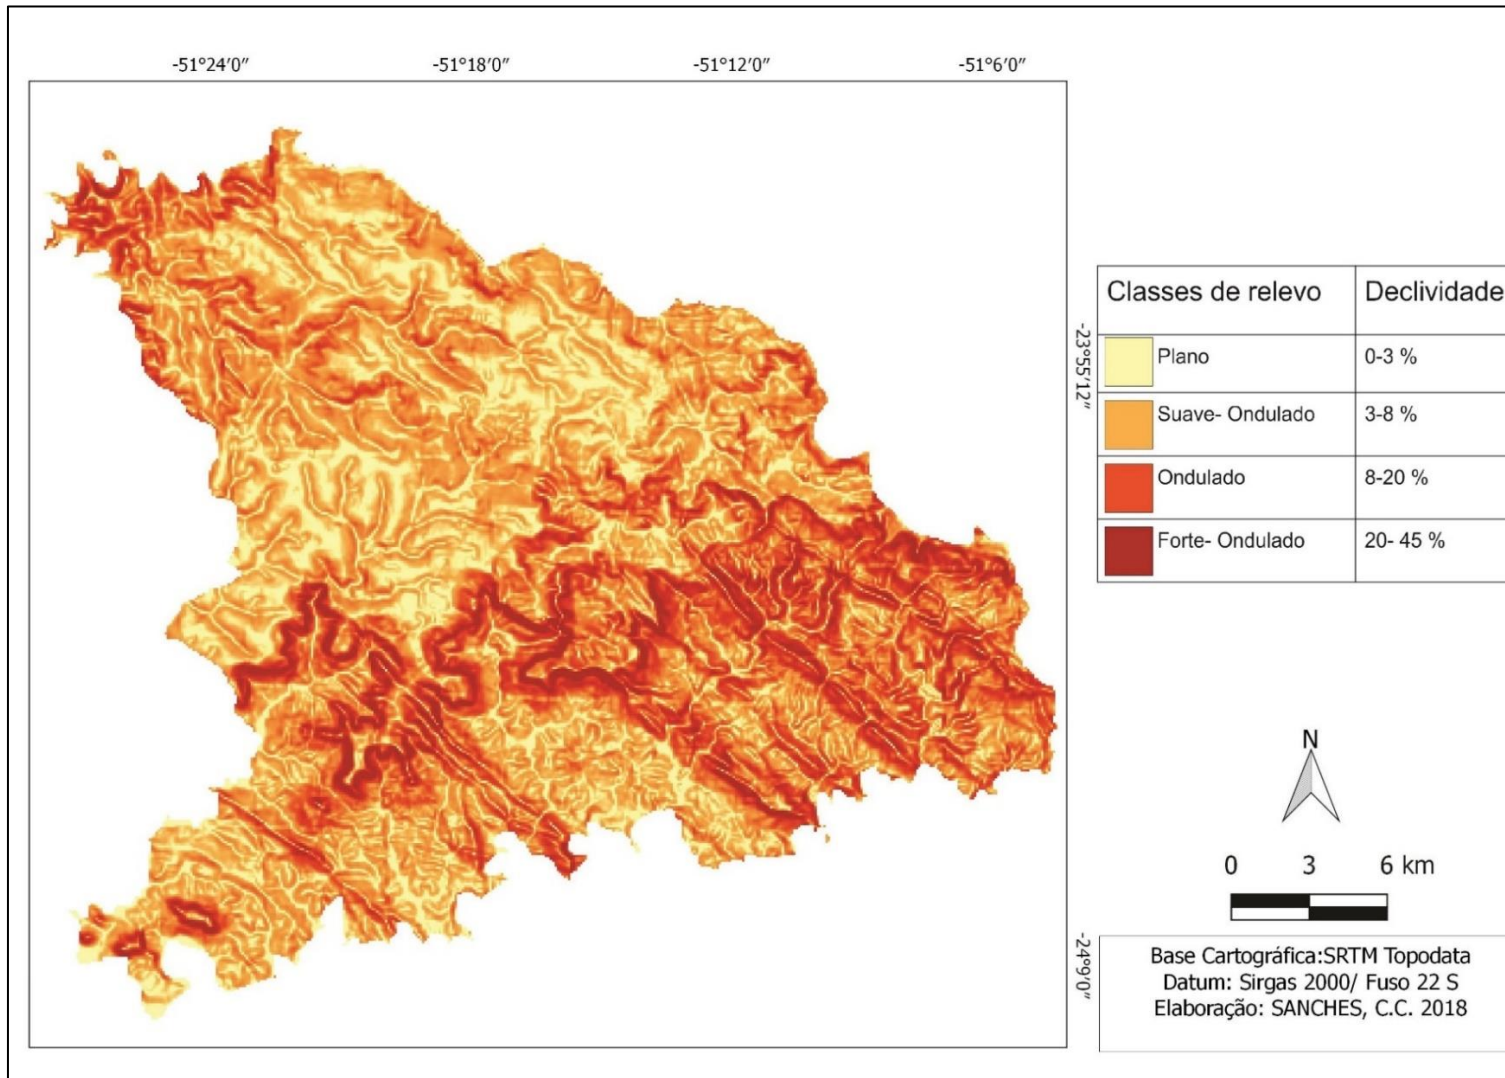 -51°24′0″ -51°18′0″ -51°12′0″ -51°6′0″
Classes de relevo Declividade
Plano 0-3 %
Suave- Ondulado 3-8 %
Ondulado 8-20 %
Forte- Ondulado 20- 45 %
-23°55′12″
N
0 3 6 km
-24°9′0″
Base Cartográfica:SRTM Topodata
Datum: Sirgas 2000/ Fuso 22 S
Elaboração: SANCHES, C.C. 2018